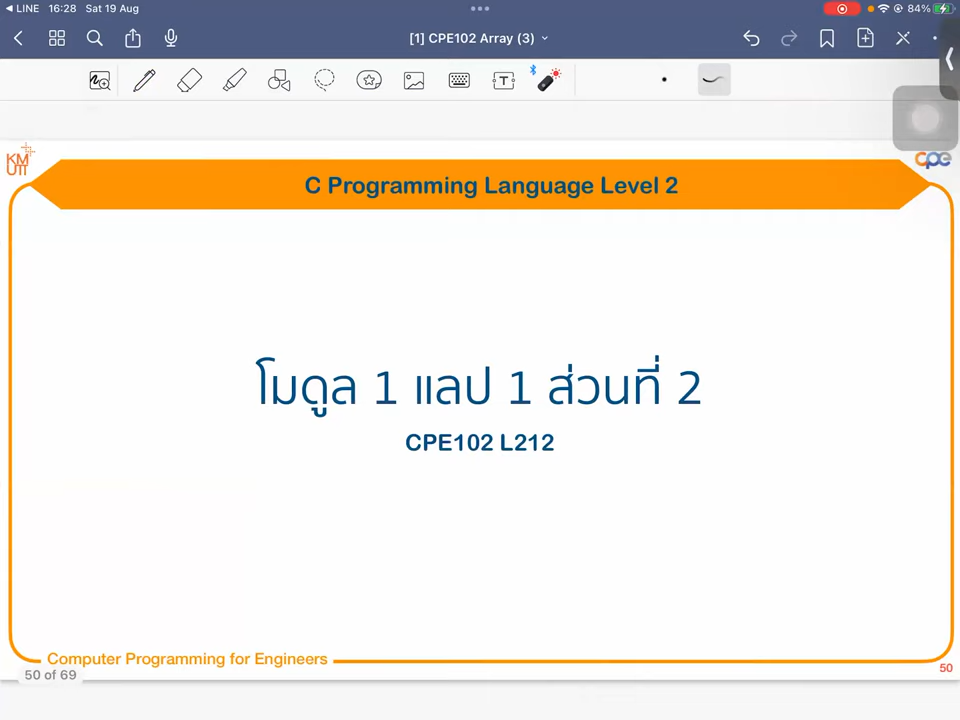 LINE 16:28 Sat 19 Aug 84%
[1] CPE102 Array (3)
T
KM
UTT
cpe
C Programming Language Level 2
โมดูล 1 แลป 1 ส่วนที่ 2
CPE102 L212
Computer Programming for Engineers
50 of 69
50